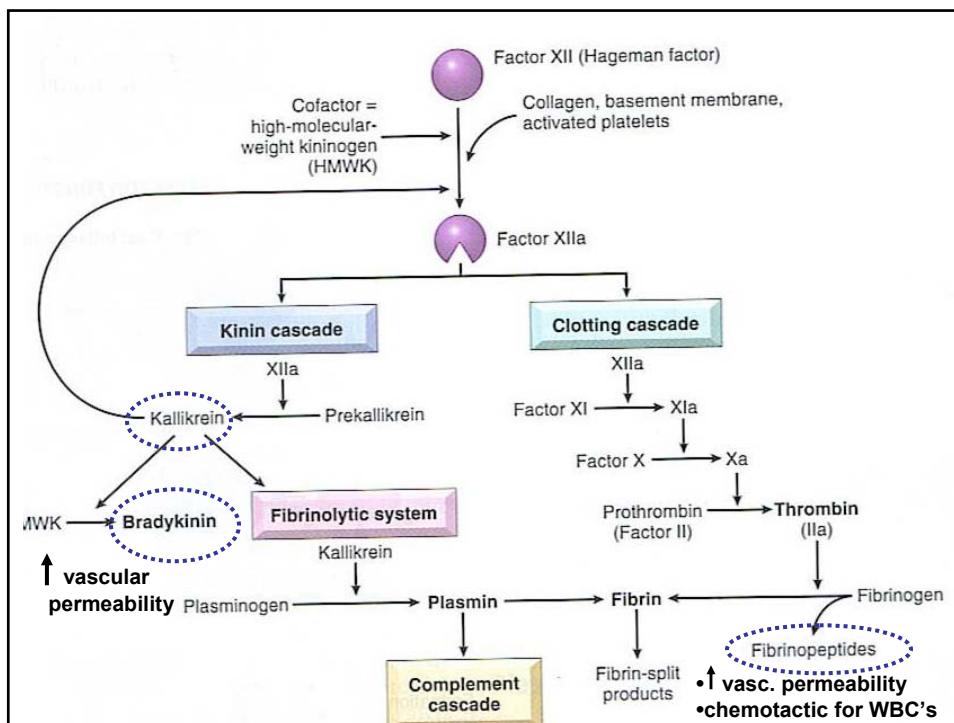 Factor XII (Hageman factor)
Cofactor =
high-molecular-
weight kininogen
(HMWK)
Collagen, basement membrane,
activated platelets
Factor XIIa
Kinin cascade
Clotting cascade
XIIa
XIIa
Kallikrein
Prekallikrein
Factor XI
XIa
Factor X
Xa
MWK
Bradykinin
Fibrinolytic system
Prothrombin
(Factor II)
Thrombin
(IIa)
↑ vascular
permeability
Kallikrein
Plasminogen
Plasmin
Fibrin
Fibrinogen
Fibrinopeptides
Fibrin-split
products
Complement
cascade
•↑ vasc. permeability
•chemotactic for WBC's